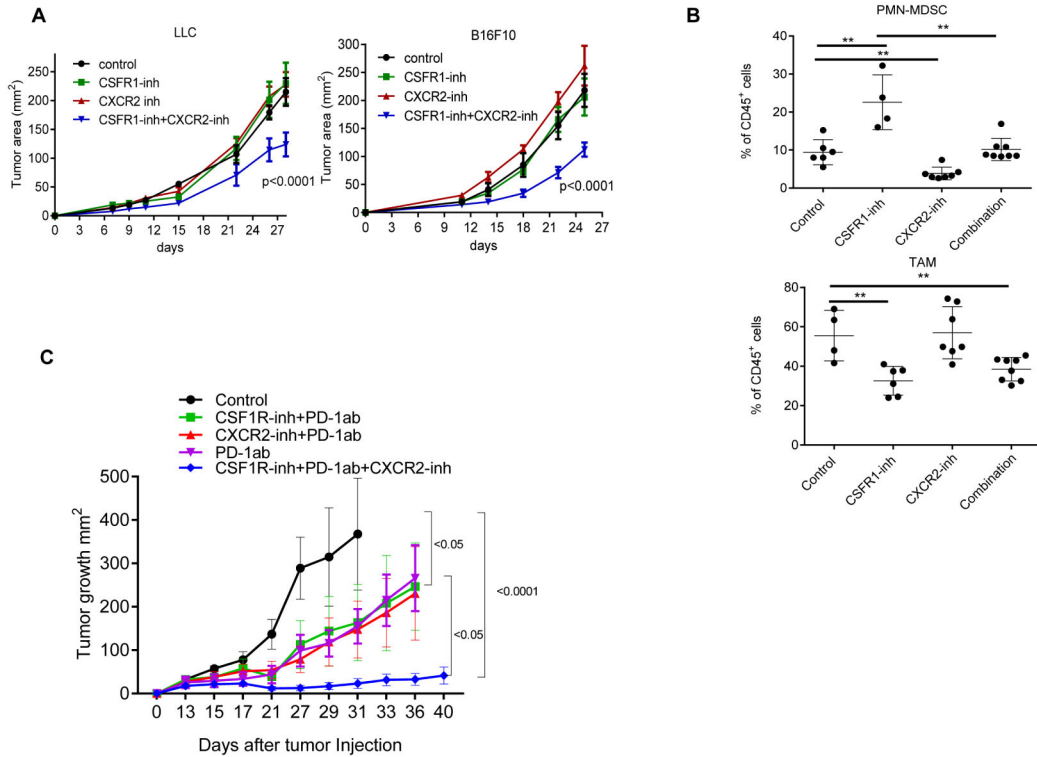 A
LLC
control
CSFR1-inh
CXCR2 inh
CSFR1-inh+CXCR2-inh
Tumor area (mm²)
250
200
150
100
50
0
p<0.0001
0 3 6 9 12 15 18 21 24 27
days
B16F10
control
CSFR1-inh
CXCR2-inh
CSFR1-inh+CXCR2-inh
Tumor area (mm²)
300
250
200
150
100
50
0
p<0.0001
0 3 6 9 12 15 18 21 24 27
days
B
PMN-MDSC
% of CD45⁺ cells
40
30
20
10
0
**
**
**
Control
CSFR1-inh
CXCR2-inh
Combination
TAM
% of CD45⁺ cells
80
60
40
20
0
**
**
Control
CSFR1-inh
CXCR2-inh
Combination
C
Control
CSF1R-inh+PD-1ab
CXCR2-inh+PD-1ab
PD-1ab
CSF1R-inh+PD-1ab+CXCR2-inh
Tumor growth mm²
500
400
300
200
100
0
<0.05
<0.0001
<0.05
0 13 15 17 21 27 29 31 33 36 40
Days after tumor Injection